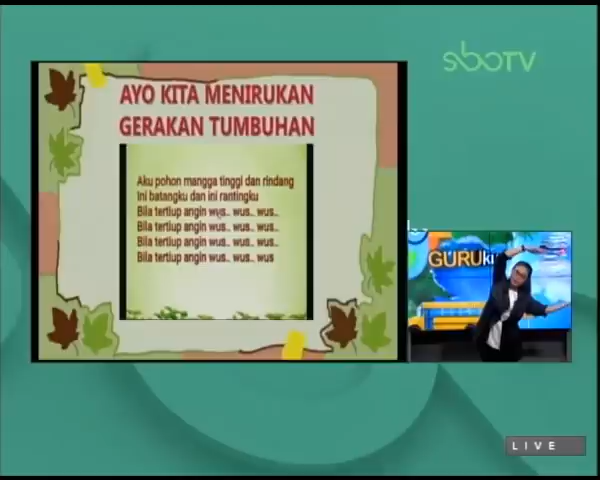 sboTV
AYO KITA MENIRUKAN
GERAKAN TUMBUHAN
Aku pohon mangga tinggi dan rindang
Ini batangku dan ini rantingku
Bila tertiup angin wus.. wus.. wus..
Bila tertiup angin wus.. wus.. wus..
Bila tertiup angin wus.. wus.. wus..
Bila tertiup angin wus.. wus.. wus
GURUku
LIVE